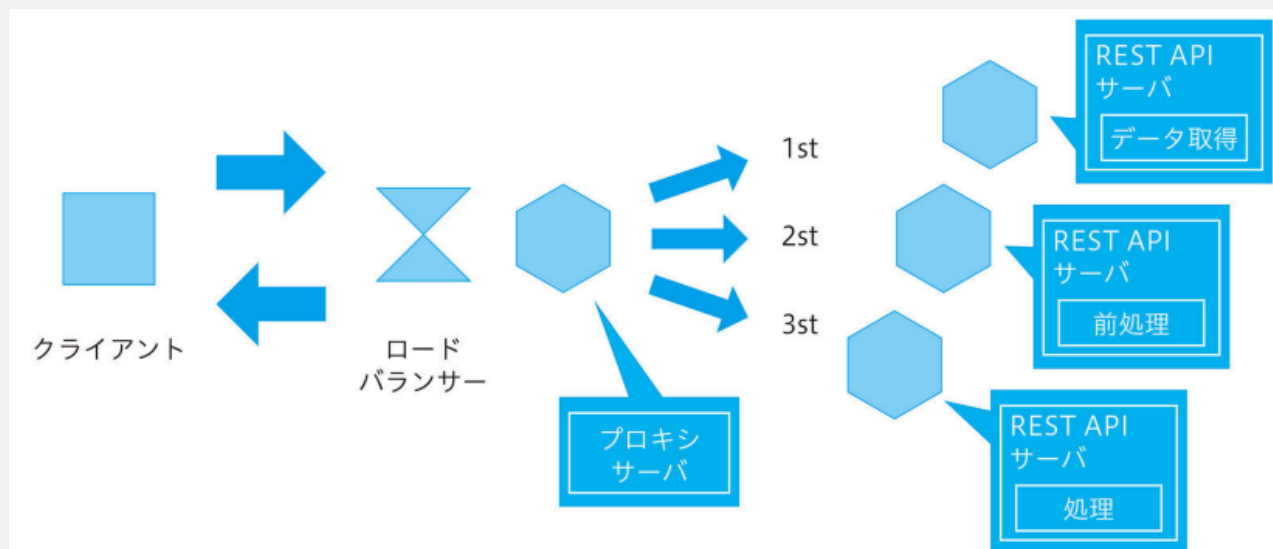 クライアント
ロード
バランサー
プロキシ
サーバ
1st
2st
3st
REST API
サーバ
データ取得
REST API
サーバ
前処理
REST API
サーバ
処理